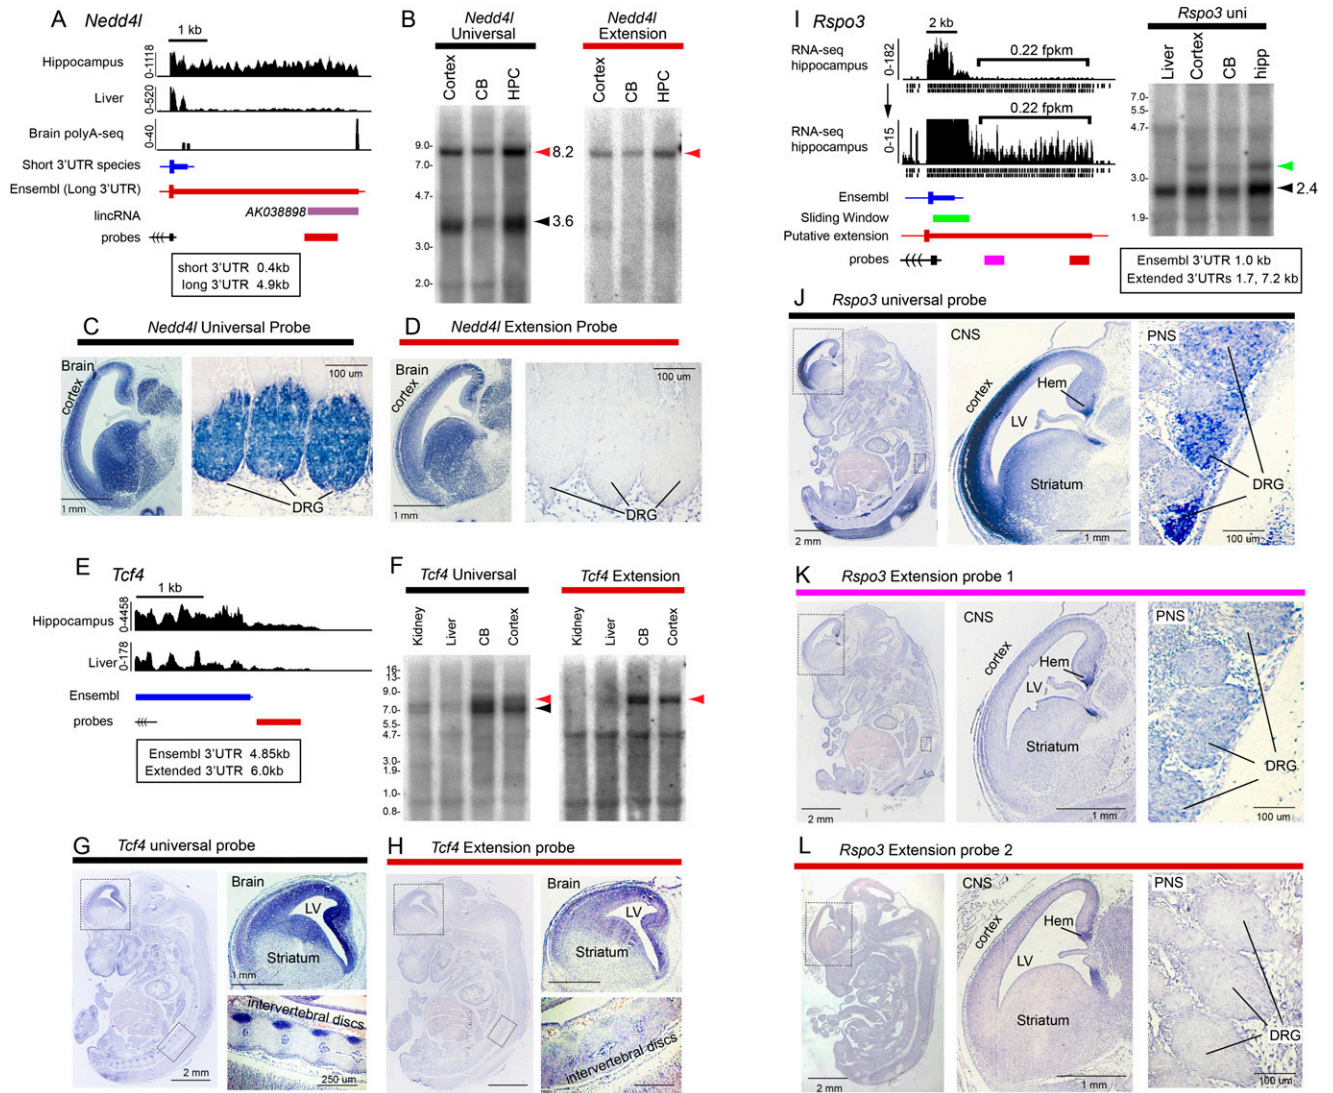 A Nedd4l
1 kb
Hippocampus
0-1118
Liver
0-520
Brain polyA-seq
0-40
Short 3'UTR species
Ensembl (Long 3'UTR)
lincRNA
AK038898
probes
short 3'UTR 0.4kb
long 3'UTR 4.9kb
B
Nedd4l
Universal
Nedd4l
Extension
Cortex
CB
HPC
Cortex
CB
HPC
9.0-
7.0-
4.7-
3.0-
2.0-
8.2
3.6
C Nedd4l Universal Probe
Brain
cortex
1 mm
100 um
DRG
D Nedd4l Extension Probe
Brain
cortex
1 mm
100 um
DRG
E Tcf4
1 kb
Hippocampus
0-4458
Liver
0-178
Ensembl
probes
Ensembl 3'UTR 4.85kb
Extended 3'UTR 6.0kb
F Tcf4 Universal
Tcf4 Extension
Kidney
Liver
CB
Cortex
Kidney
Liver
CB
Cortex
16-
13-
9.0-
7.0-
4.7-
3.0-
1.9-
1.0-
0.8-
G Tcf4 universal probe
2 mm
Brain
LV
Striatum
1 mm
intervertebral discs
250 um
H Tcf4 Extension probe
Brain
LV
Striatum
intervertebral discs
I Rspo3
2 kb
RNA-seq
hippocampus
0-182
0.22 fpkm
RNA-seq
hippocampus
0-15
0.22 fpkm
Ensembl
Sliding Window
Putative extension
probes
Rspo3 uni
Liver
Cortex
CB
hipp
7.0-
5.5-
4.7-
3.0-
1.9-
2.4
Ensembl 3'UTR 1.0 kb
Extended 3'UTRs 1.7, 7.2 kb
J Rspo3 universal probe
2 mm
CNS
cortex
Hem
LV
Striatum
1 mm
PNS
DRG
100 um
K Rspo3 Extension probe 1
2 mm
CNS
cortex
Hem
LV
Striatum
1 mm
PNS
DRG
100 um
L Rspo3 Extension probe 2
2 mm
CNS
cortex
Hem
LV
Striatum
1 mm
PNS
DRG
100 um